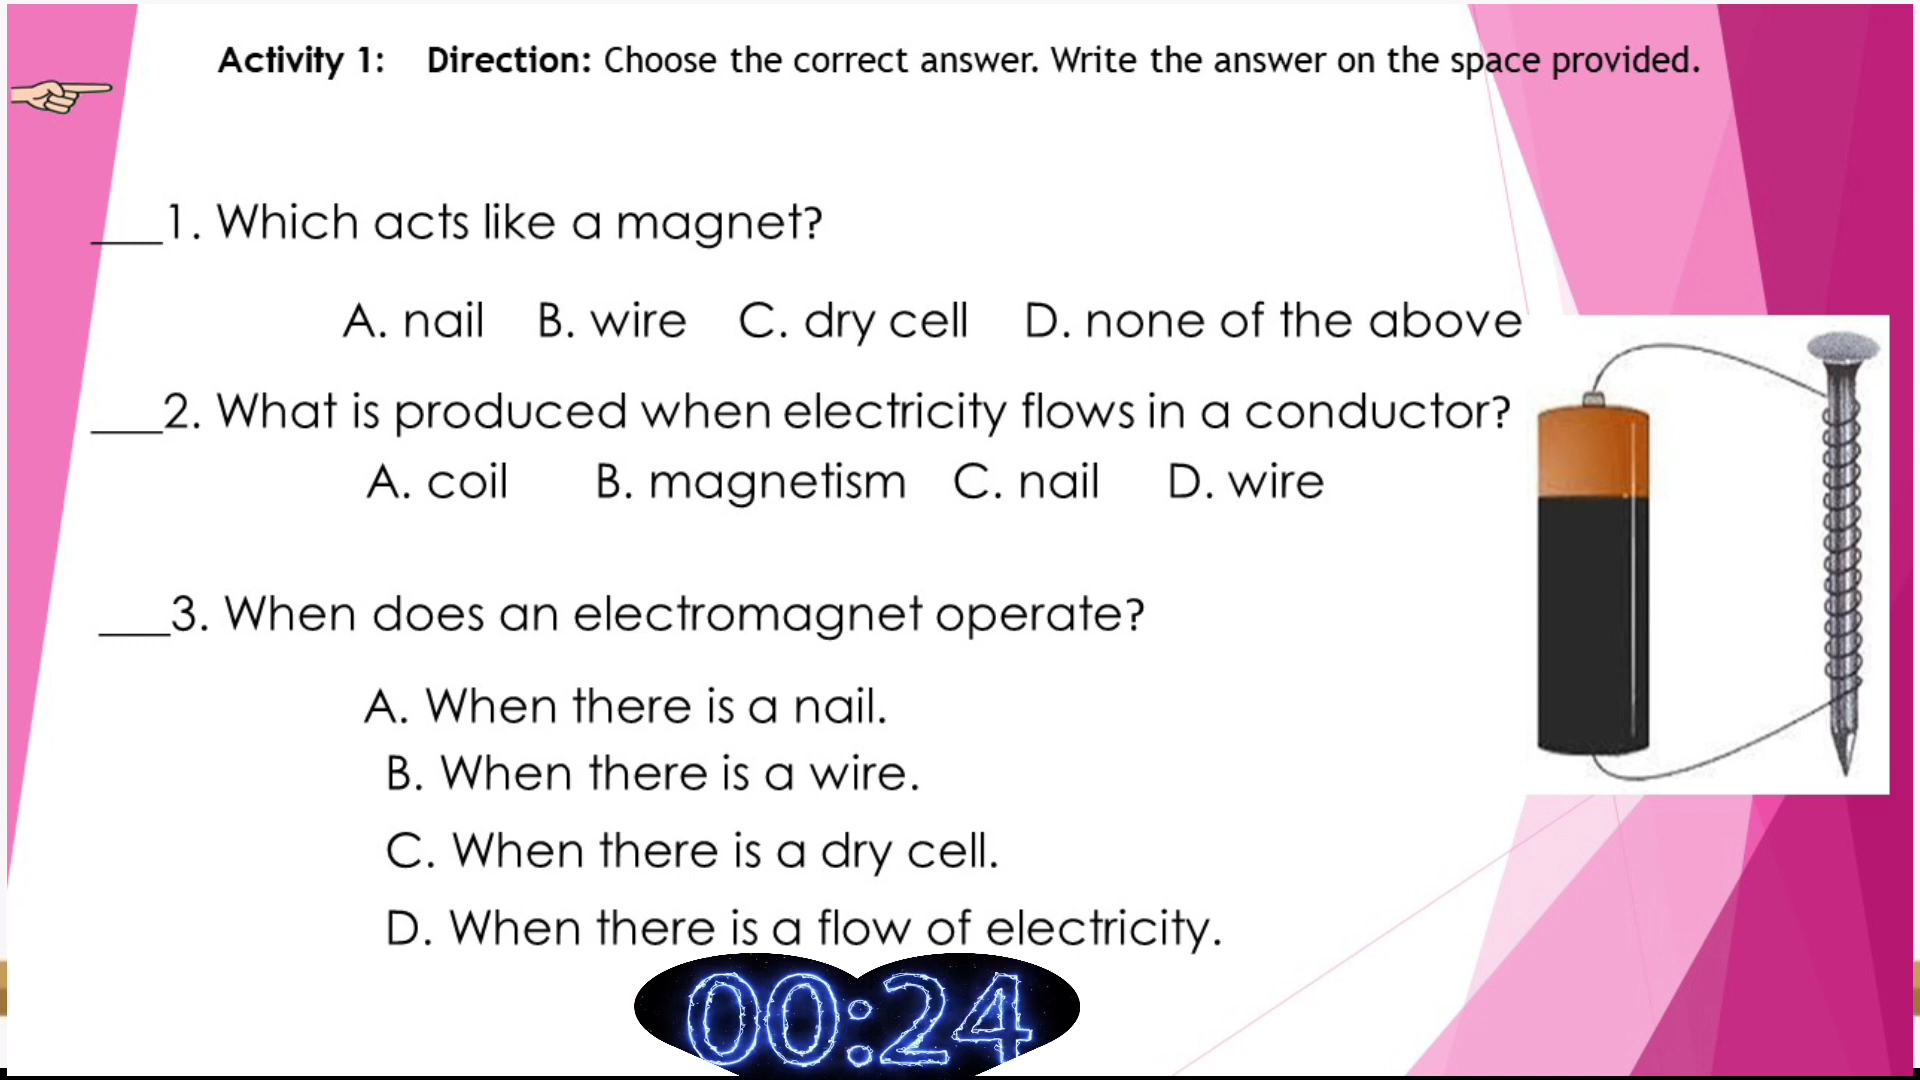 Activity 1: Direction: Choose the correct answer. Write the answer on the space provided.
___1. Which acts like a magnet?
A. nail B. wire C. dry cell D. none of the above
___2. What is produced when electricity flows in a conductor?
A. coil B. magnetism C. nail D. wire
___3. When does an electromagnet operate?
A. When there is a nail.
B. When there is a wire.
C. When there is a dry cell.
D. When there is a flow of electricity.
00:24